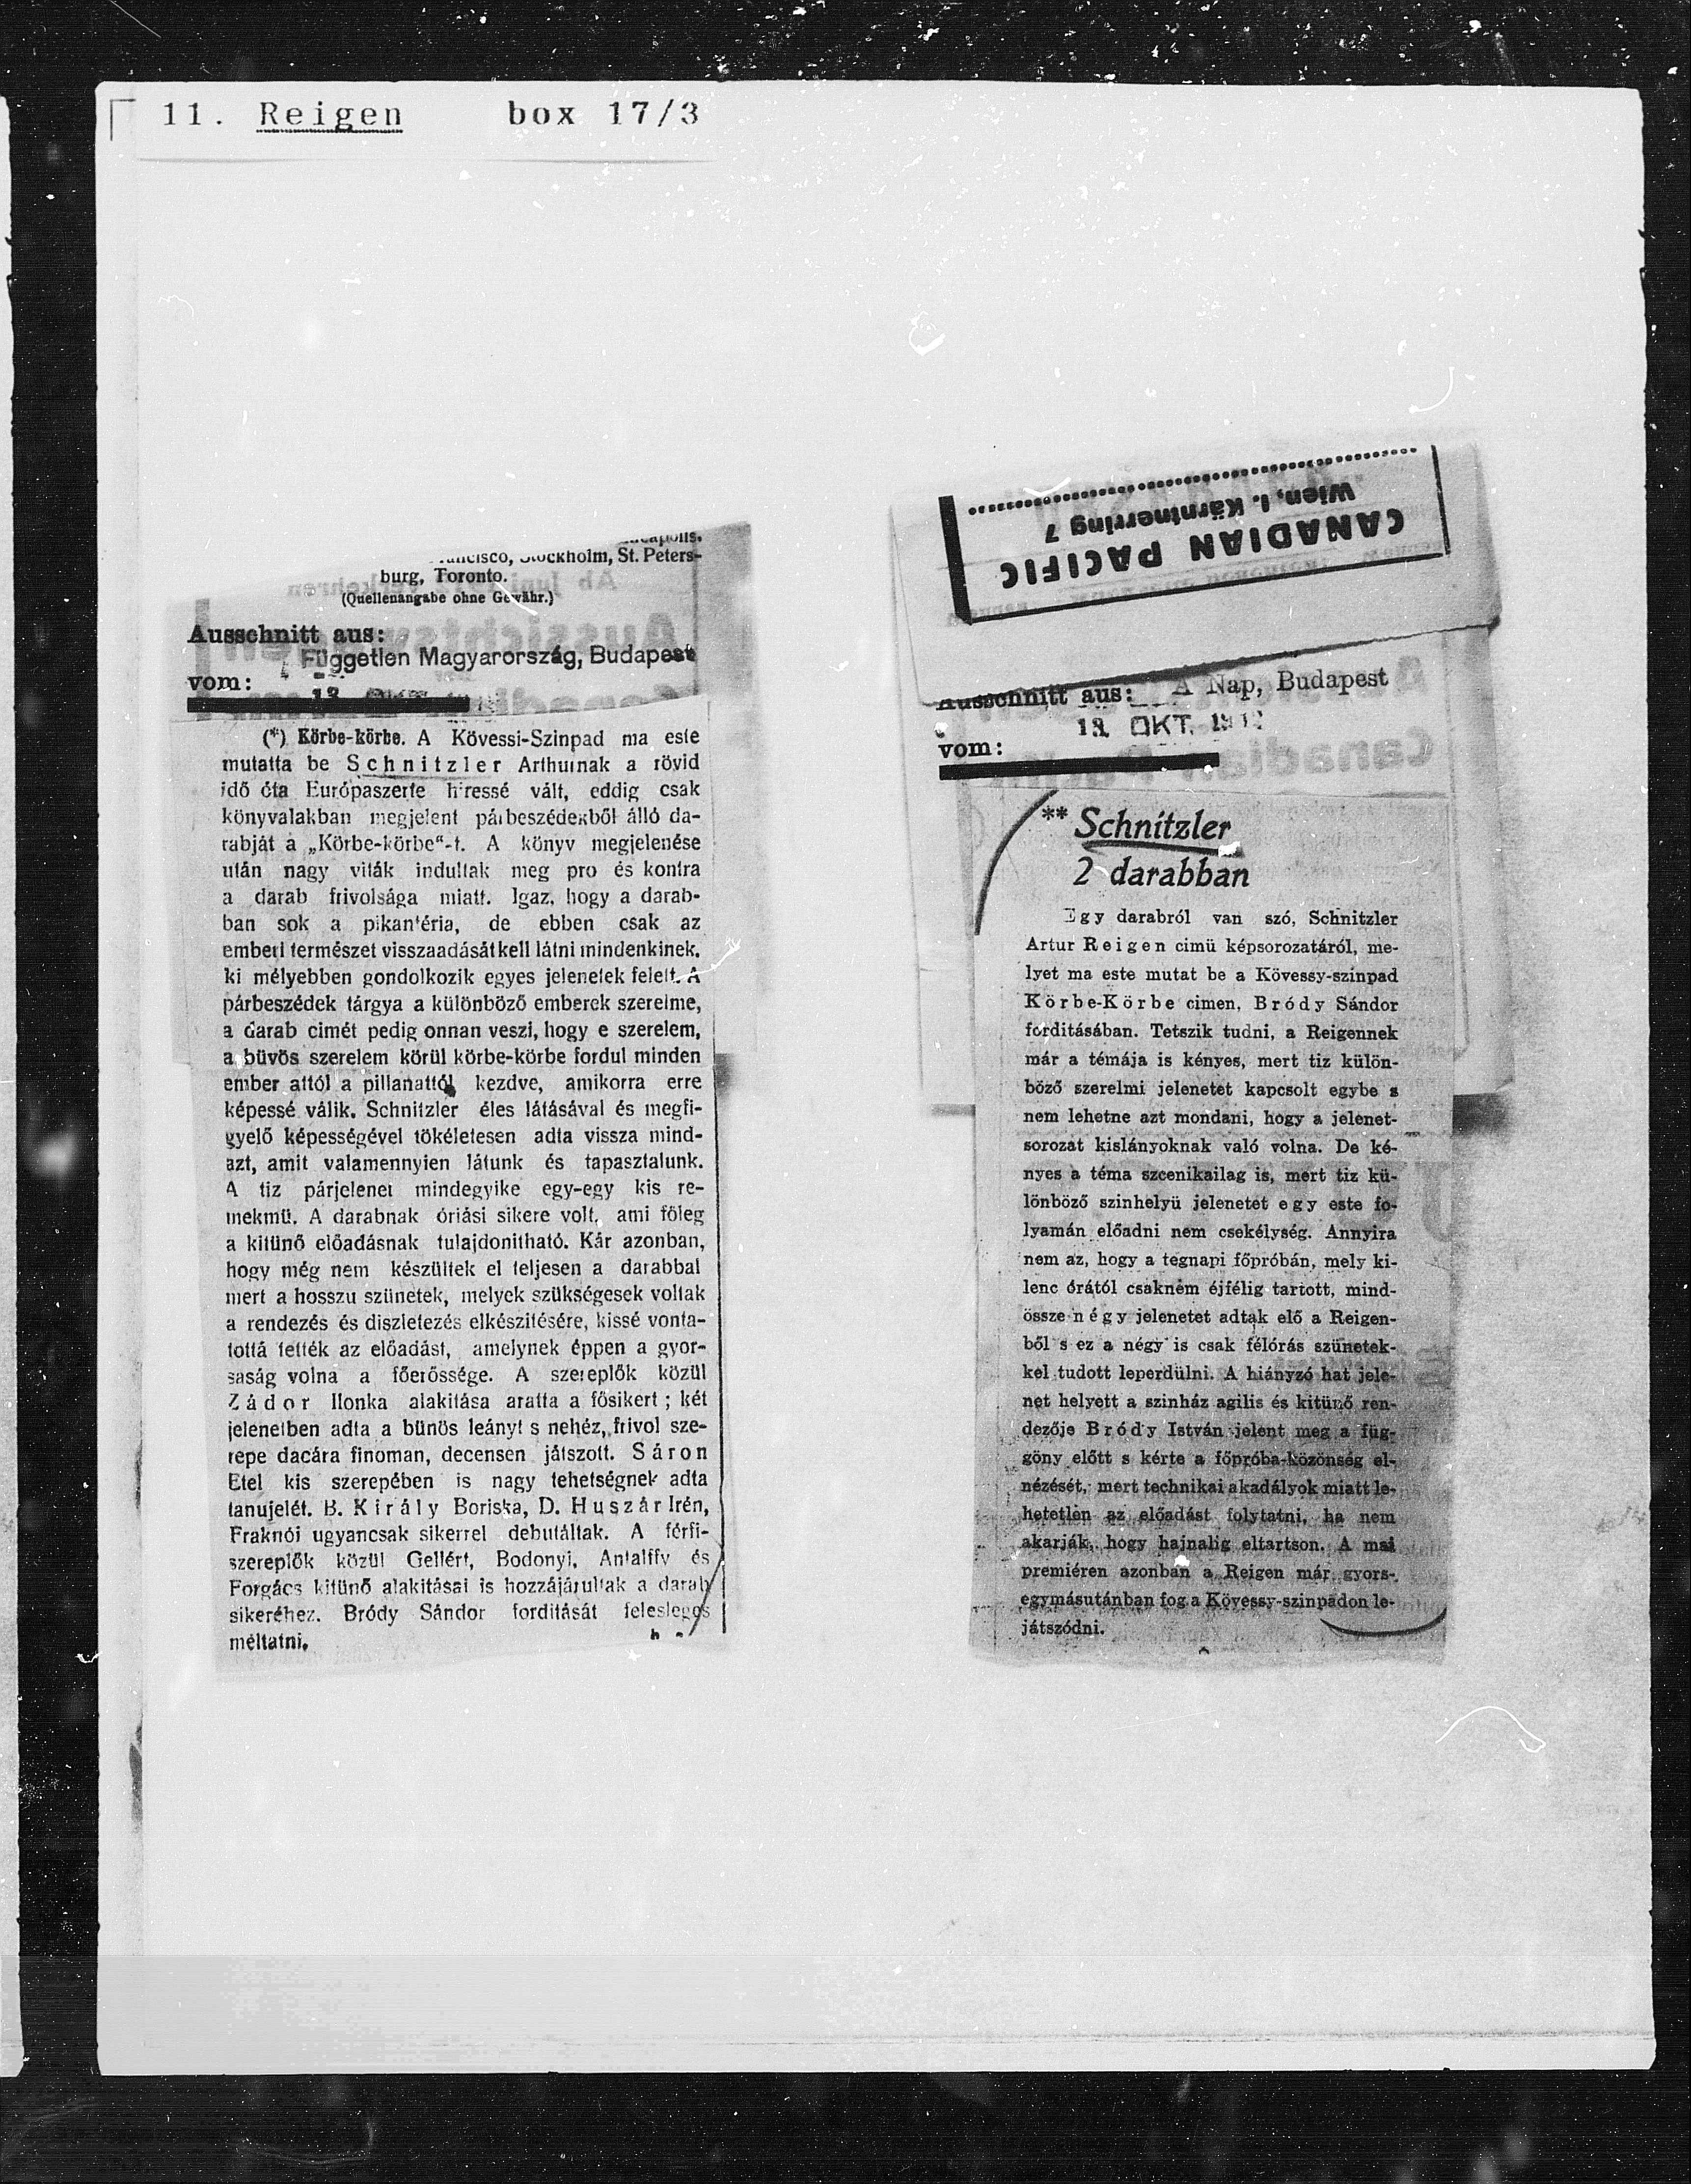 11. Reigen box 17/3
Stockholm, St. Peters-
burg, Toronto.
(Quellenangabe ohne Gewähr.)
Ausschnitt aus:
Független Magyarország, Budapest
vom:
(*) Körbe-körbe. A Kövessi-Szinpad ma este
mutatta be Schnitzler Arthurnak a rövid
idő óta Európaszerte hiressé vált, eddig csak
könyvalakban megjelent párbeszédekből álló da-
rabját a „Körbe-körbe“-t. A könyv megjelenése
után nagy viták indultak meg pro és kontra
a darab frivolsága miatt. Igaz, hogy a darab-
ban sok a pikantéria, de ebben csak az
emberi természet visszaadását kell látni mindenkinek,
ki mélyebben gondolkozik egyes jelenetek felett. A
párbeszédek tárgya a különböző emberek szerelme,
a darab cimét pedig onnan veszi, hogy e szerelem,
a büvös szerelem körül körbe-körbe fordul minden
ember attól a pillanattól kezdve, amikorra erre
képessé válik. Schnitzler éles látásával és megfi-
gyelő képességével tökéletesen adta vissza mind-
azt, amit valamennyien látunk és tapasztalunk.
A tiz párjelenet mindegyike egy-egy kis re-
mekmü. A darabnak óriási sikere volt, ami főleg
a kitünő előadásnak tulajdonitható. Kár azonban,
hogy még nem készültek el teljesen a darabbal
mert a hosszu szünetek, melyek szükségesek voltak
a rendezés és diszletezés elkészitésére, kissé vonta-
tottá tették az előadást, amelynek éppen a gyor-
saság volna a főerőssége. A szereplők közül
Zádor Ilonka alakitása aratta a fősikert; két
jelenetben adta a bünös leányt s nehéz, frivol sze-
repe dacára finoman, decensen játszott. Sáron
Etel kis szerepében is nagy tehetségnek adta
tanujelét. B. Király Boriska, D. Huszár Irén,
Fraknói ugyancsak sikerrel debutáltak. A férfi-
szereplők közül Gellért, Bodonyi, Antalffy és
Forgács kitünő alakitásai is hozzájárultak a darab
sikeréhez. Bródy Sándor forditását felesleges
méltatni.
CANADIAN PACIFIC
Wien, I. Kärntnerring 7
Ausschnitt aus: A Nap, Budapest
vom: 13. OKT. 1912
** Schnitzler
2 darabban
Egy darabról van szó, Schnitzler
Artur Reigen cimü képsorozatáról, me-
lyet ma este mutat be a Kövessy-szinpad
Körbe-Körbe cimen, Bródy Sándor
forditásában. Tetszik tudni, a Reigennek
már a témája is kényes, mert tiz külön-
böző szerelmi jelenetet kapcsolt egybe s
nem lehetne azt mondani, hogy a jelenet-
sorozat kislányoknak való volna. De ké-
nyes a téma szcenikailag is, mert tiz kü-
lönböző szinhelyü jelenetet egy este fo-
lyamán előadni nem csekélység. Annyira
nem az, hogy a tegnapi főpróbán, mely ki-
lenc órától csaknem éjfélig tartott, mind-
össze négy jelenetet adtak elő a Reigen-
ből s ez a négy is csak félórás szünetek-
kel tudott leperdülni. A hiányzó hat jele-
net helyett a szinház agilis és kitünő ren-
dezője Bródy István jelent meg a füg-
göny előtt s kérte a főpróba-közönség el-
nézését, mert technikai akadályok miatt le-
hetetlen az előadást folytatni, ha nem
akarják, hogy hajnalig eltartson. A mai
premiéren azonban a Reigen már gyors-
egymásutánban fog a Kövessy-szinpadon le-
játszódni.